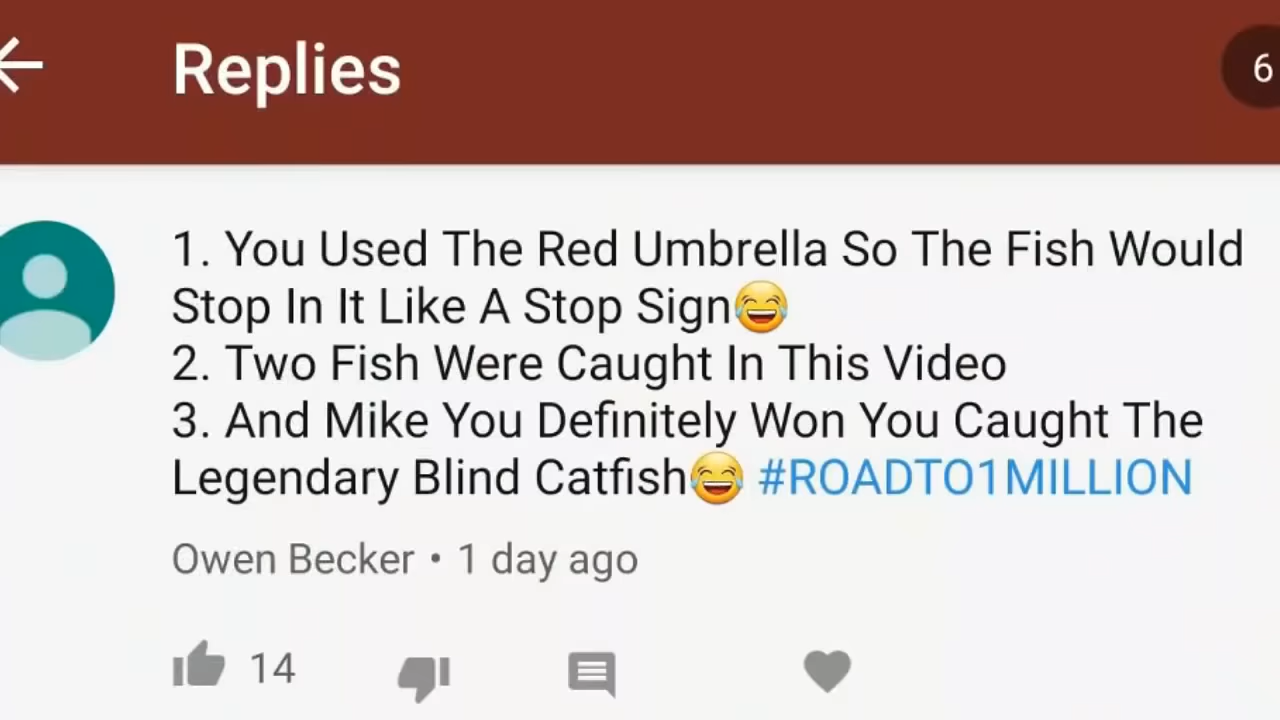 Replies
6
1. You Used The Red Umbrella So The Fish Would
Stop In It Like A Stop Sign😂
2. Two Fish Were Caught In This Video
3. And Mike You Definitely Won You Caught The
Legendary Blind Catfish😂 #ROADTO1MILLION
Owen Becker • 1 day ago
14